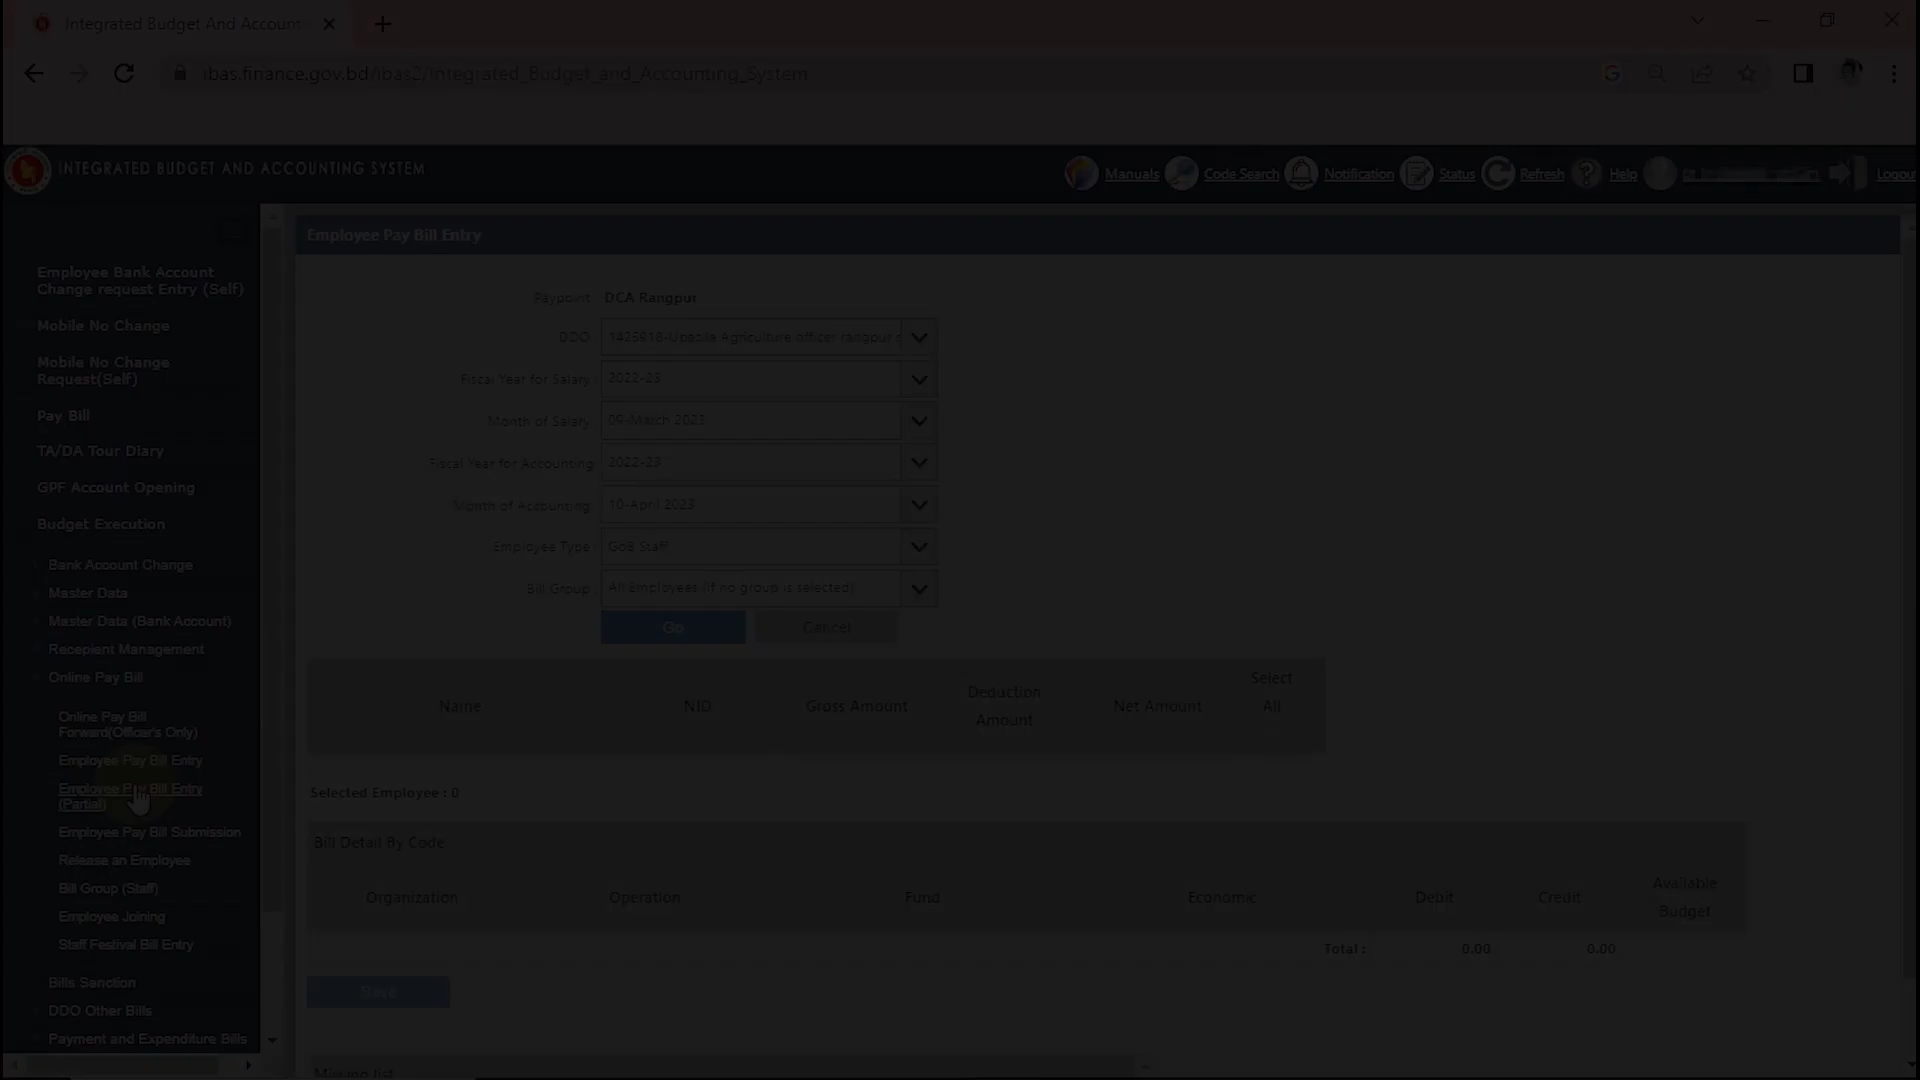 Integrated Budget And Account
ibas.finance.gov.bd/ibas2/Integrated_Budget_and_Accounting_System
INTEGRATED BUDGET AND ACCOUNTING SYSTEM
Manuals
Code Search
Notification
Status
Refresh
Help
Logout
Employee Bank Account
Change request Entry (Self)
Mobile No Change
Mobile No Change
Request(Self)
Pay Bill
TA/DA Tour Diary
GPF Account Opening
Budget Execution
Bank Account Change
Master Data
Master Data (Bank Account)
Recepient Management
Online Pay Bill
Online Pay Bill
Forward(Officer's Only)
Employee Pay Bill Entry
Employee Pay Bill Entry
(Partial)
Employee Pay Bill Submission
Release an Employee
Bill Group (Staff)
Employee Joining
Staff Festival Bill Entry
Bills Sanction
DDO Other Bills
Payment and Expenditure Bills
Employee Pay Bill Entry
Paypoint DCA Rangpur
DDO 1425918-Upazila Agriculture officer rangpur s
Fiscal Year for Salary : 2022-23
Month of Salary 09-March 2023
Fiscal Year for Accounting: 2022-23
Month of Accounting: 10-April 2023
Employee Type : GoB Staff
Bill Group : All Employees (If no group is selected)
Go Cancel
Name NID Gross Amount Deduction Amount Net Amount Select All
Selected Employee : 0
Bill Detail By Code
Organization Operation Fund Economic Debit Credit Available Budget
Total : 0.00 0.00
Save